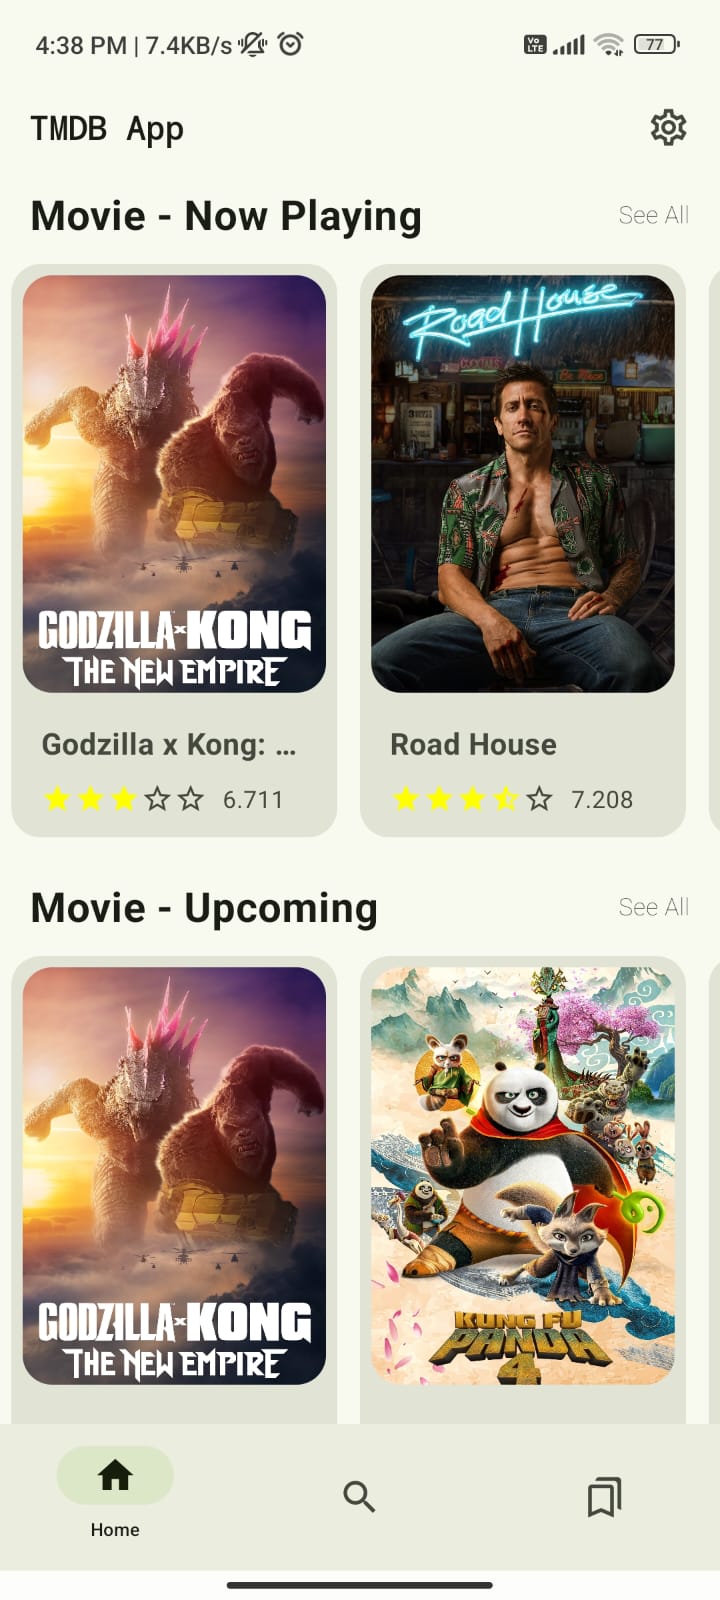 4:38 PM | 7.4KB/s
Vo
LTE
77
TMDB App
Movie - Now Playing
See All
Road House
GODZILLA x KONG
THE NEW EMPIRE
Godzilla x Kong: ...
6.711
Road House
7.208
Movie - Upcoming
See All
GODZILLA x KONG
THE NEW EMPIRE
KUNG FU
PANDA
4
Home